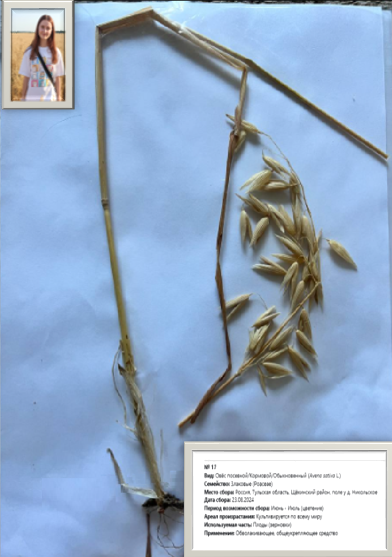 № 17
Вид: Овёс посевной/Кормовой/Обыкновенный (Avena sativa L.)
Семейство: Злаковые (Poaceae)
Место сбора: Россия, Тульская область, Щёкинский район, поле у д. Никольское
Дата сбора: 23.08.2024
Период возможности сбора: Июнь - Июль (цветение)
Ареал произрастания: Культивируется по всему миру
Используемые части: Плоды (зерновки)
Применение: Обволакивающее, общеукрепляющее средство